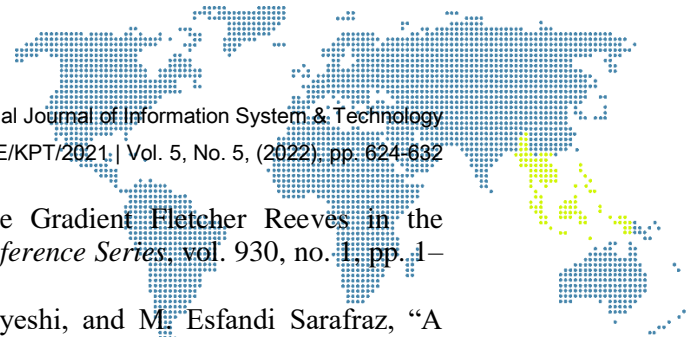 al Journal of Information System & Technology
E/KPT/2021 | Vol. 5, No. 5, (2022), pp. 624-632
e Gradient Fletcher Reeves in the
ference Series, vol. 930, no. 1, pp. 1–
yeshi, and M. Esfandi Sarafraz, “A